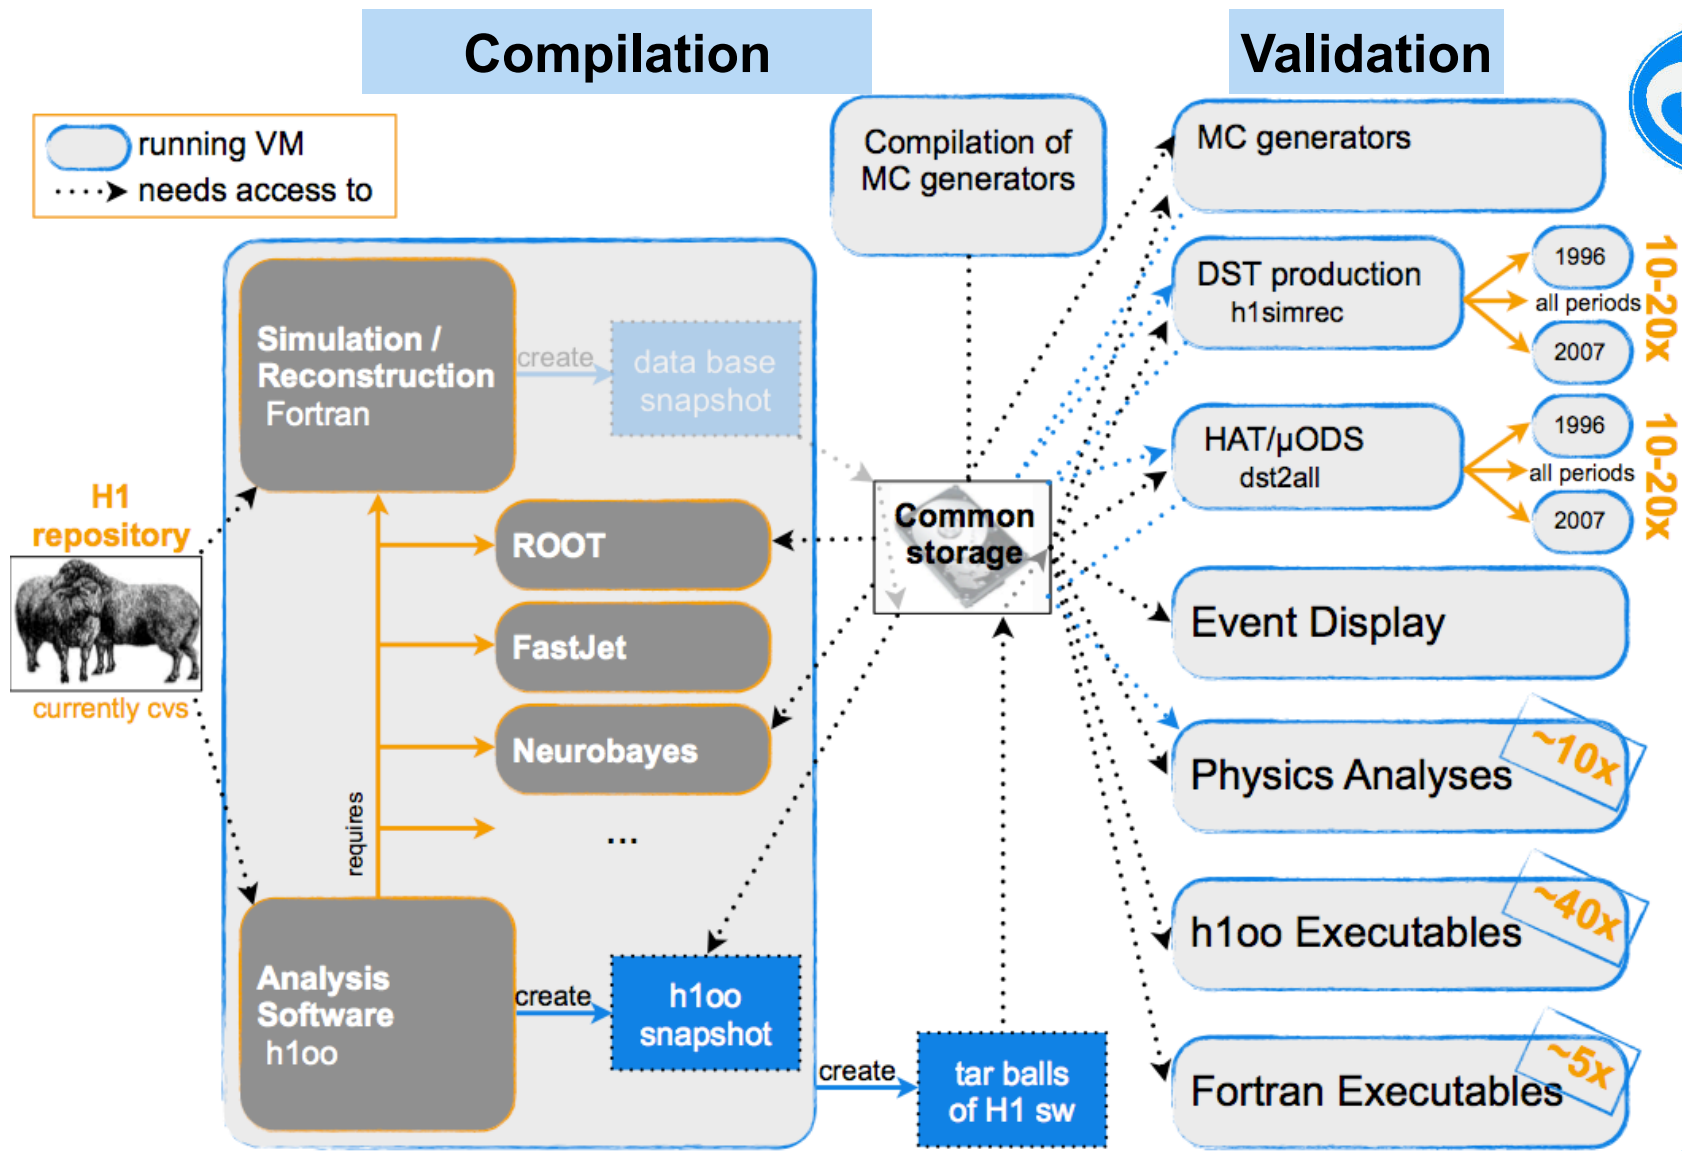 Compilation
Validation
running VM
needs access to
Compilation of
MC generators
MC generators
DST production
h1simrec
1996
all periods
2007
10-20x
HAT/µODS
dst2all
1996
all periods
2007
10-20x
Simulation /
Reconstruction
Fortran
create
data base
snapshot
H1
repository
currently cvs
ROOT
FastJet
Neurobayes
...
requires
Common
storage
Event Display
Physics Analyses
~10x
h1oo Executables
~40x
Fortran Executables
~5x
Analysis
Software
h1oo
create
h1oo
snapshot
create
tar balls
of H1 sw